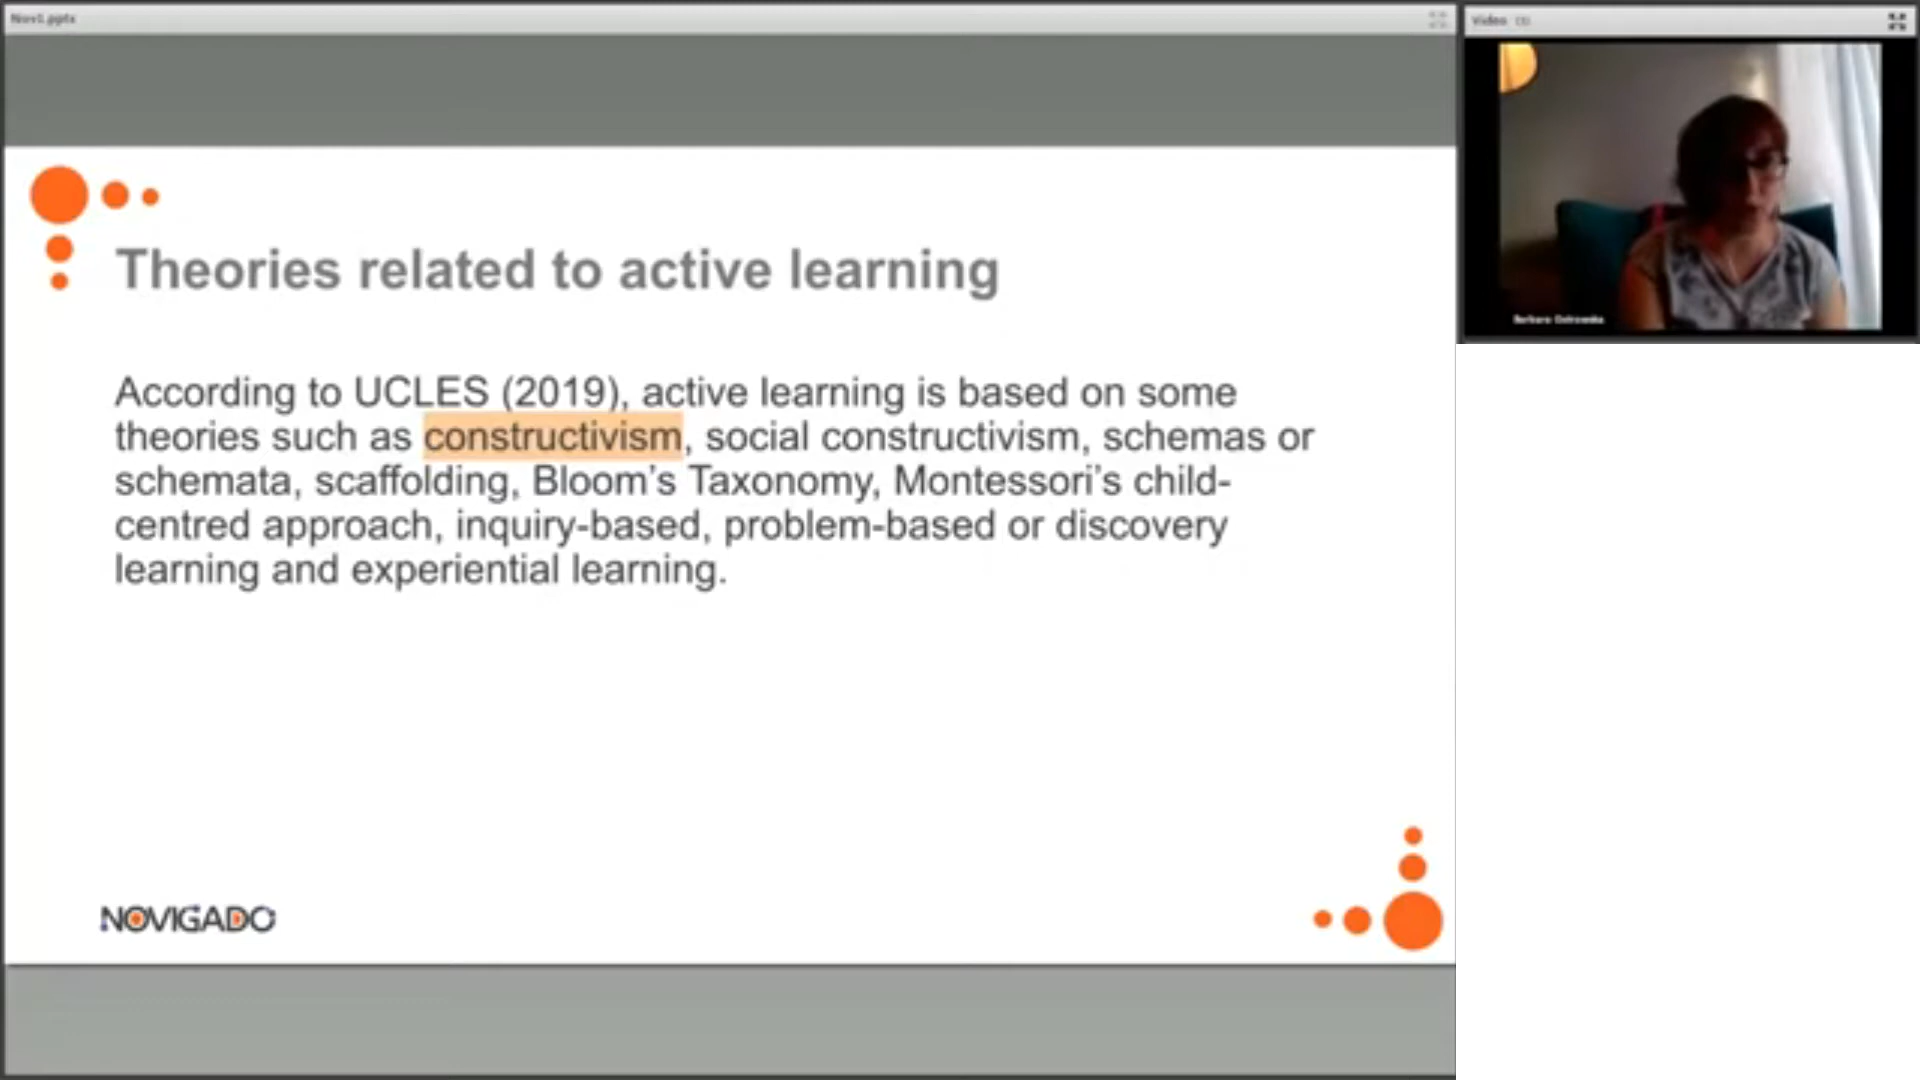 Nov1.pptx
Video
Theories related to active learning
According to UCLES (2019), active learning is based on some
theories such as constructivism, social constructivism, schemas or
schemata, scaffolding, Bloom’s Taxonomy, Montessori’s child-
centred approach, inquiry-based, problem-based or discovery
learning and experiential learning.
NOVIGADO